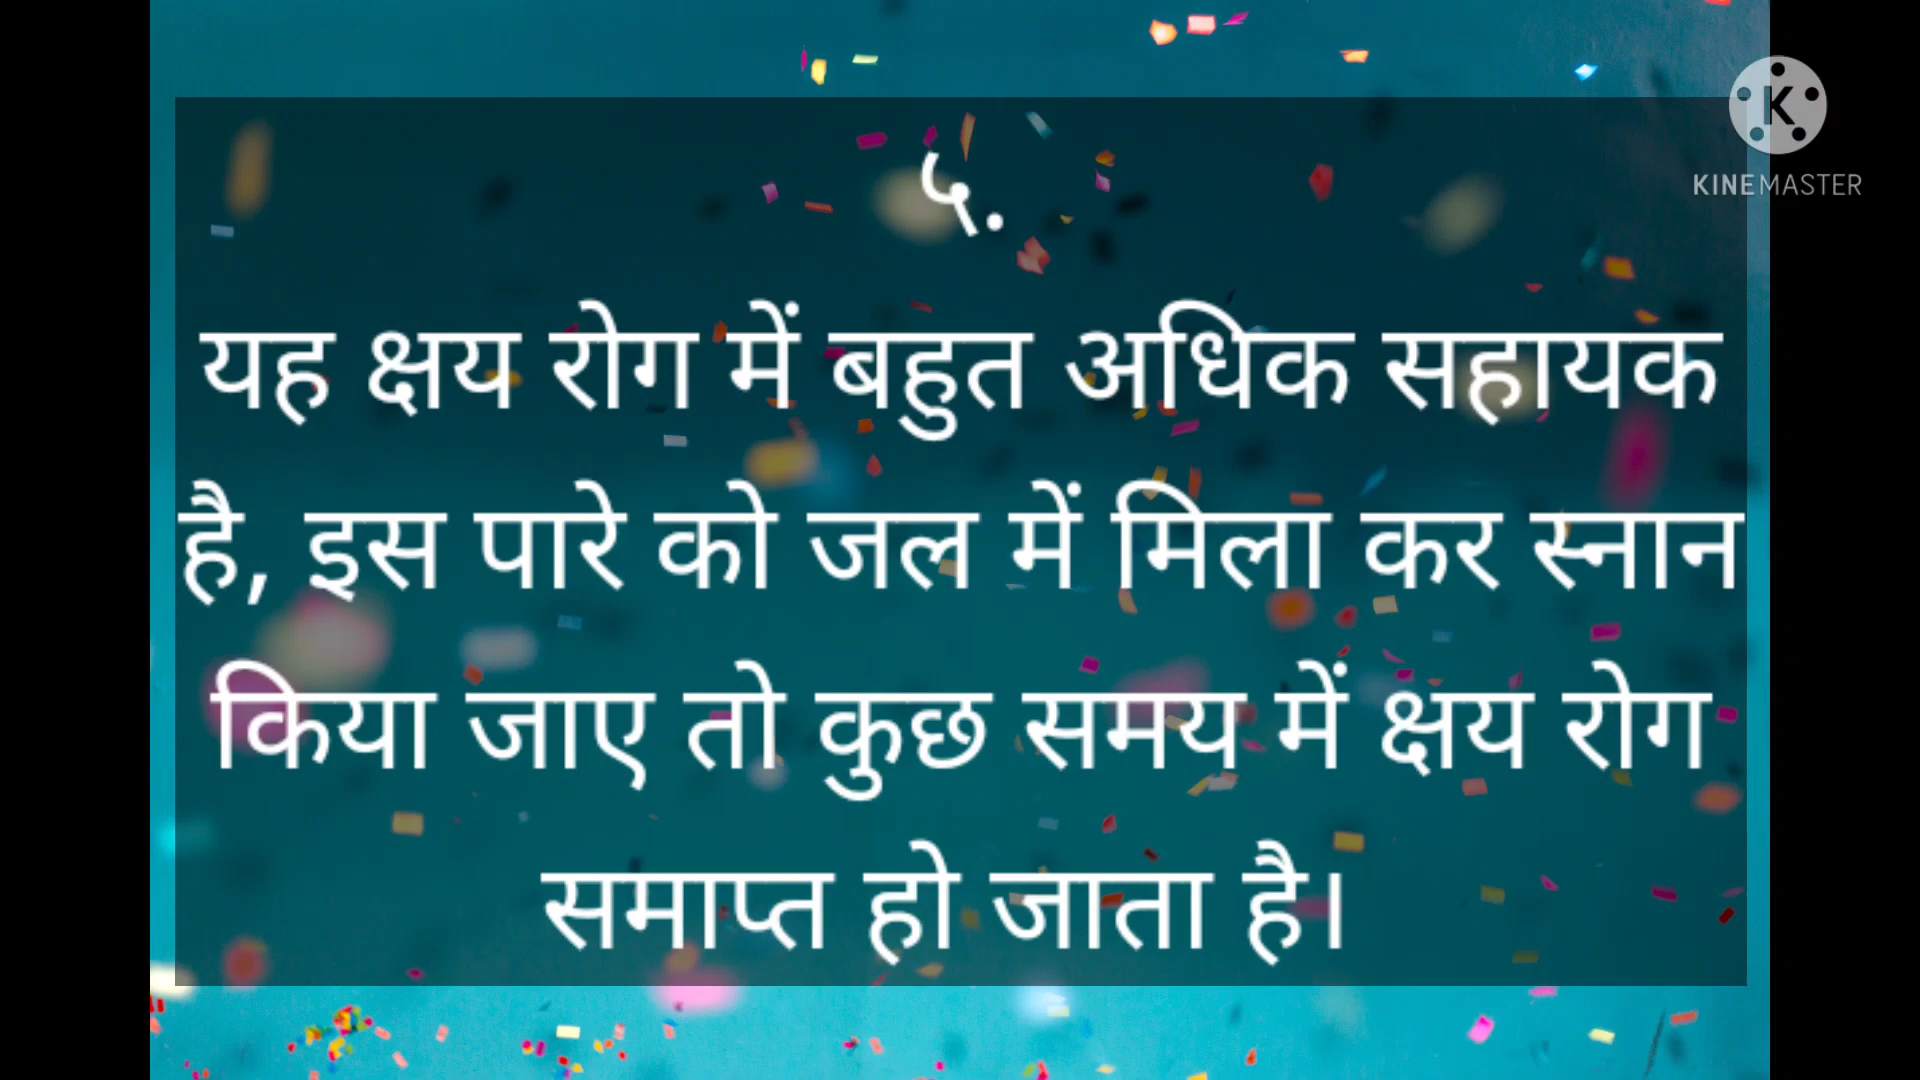 ५.
यह क्षय रोग में बहुत अधिक सहायक
है, इस पारे को जल में मिला कर स्नान
किया जाए तो कुछ समय में क्षय रोग
समाप्त हो जाता है।
K
KINEMASTER